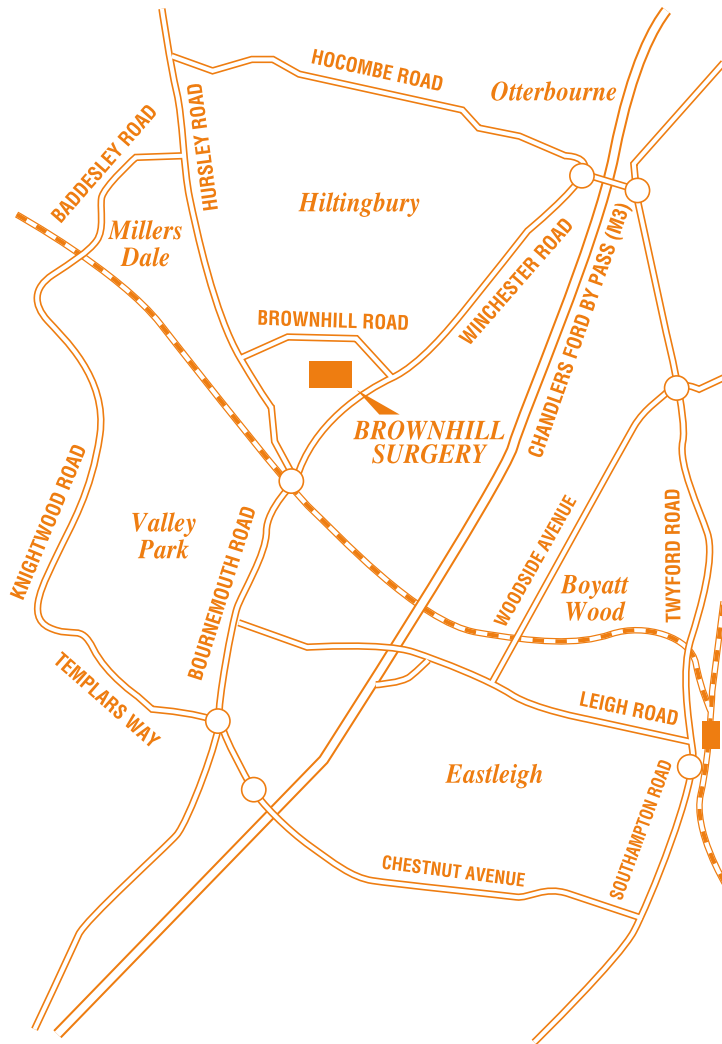 HOCOMBE ROAD
Otterbourne
BADDESLEY ROAD
HURSLEY ROAD
Hiltingbury
Millers
Dale
WINCHESTER ROAD
CHANDLERS FORD BY PASS (M3)
BROWNHILL ROAD
BROWNHILL
SURGERY
KNIGHTWOOD ROAD
Valley
Park
BOURNEMOUTH ROAD
WOODSIDE AVENUE
TWYFORD ROAD
Boyatt
Wood
TEMPLARS WAY
LEIGH ROAD
Eastleigh
SOUTHAMPTON ROAD
CHESTNUT AVENUE